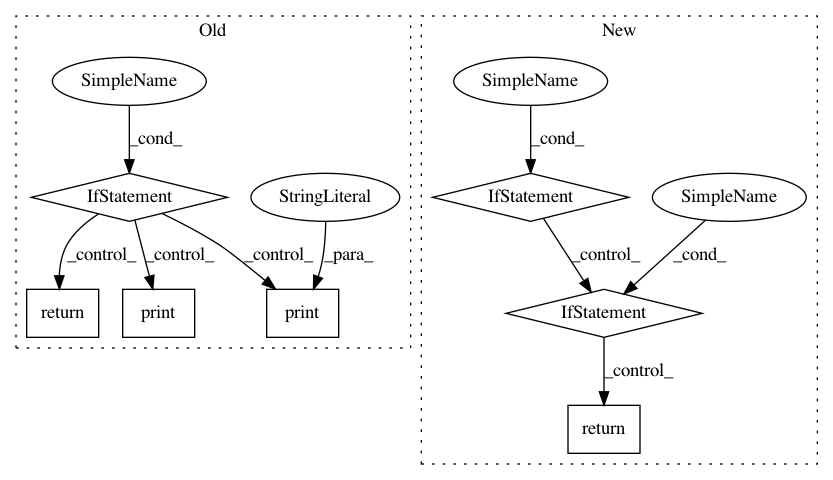 Old
New
SimpleName
SimpleName
_cond_
_cond_
IfStatement
StringLiteral
IfStatement
SimpleName
_control_
_control_
_control_
_para_
_control_
_cond_
return
print
print
IfStatement
_control_
return